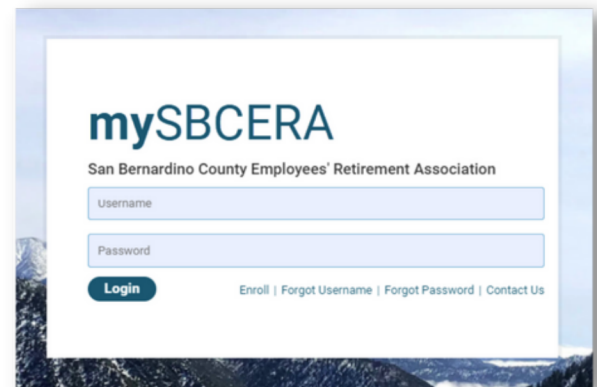 mySBCERA
San Bernardino County Employees' Retirement Association
Username
Password
Login
Enroll | Forgot Username | Forgot Password | Contact Us